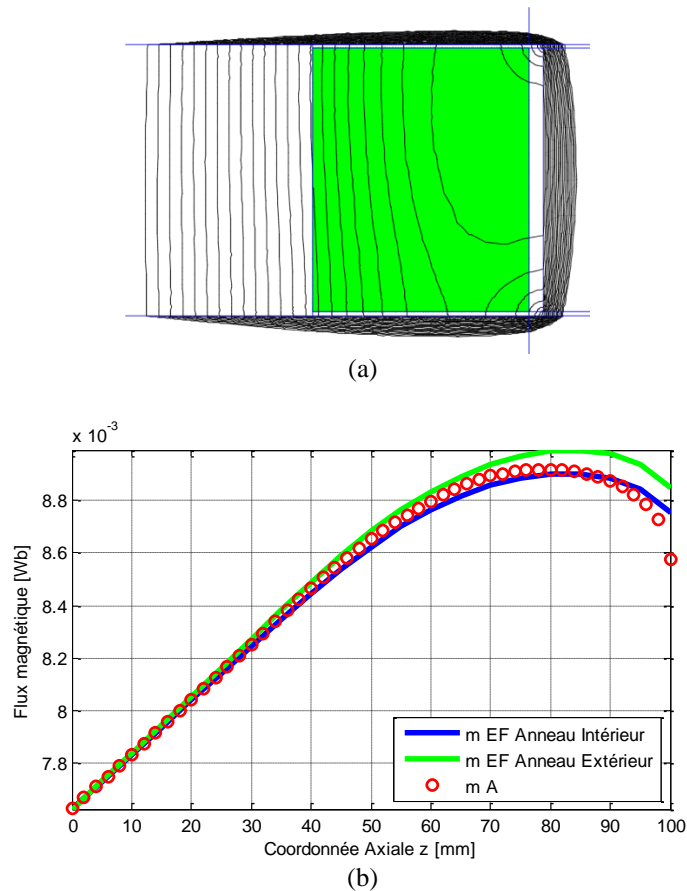 (a)
x 10⁻³
8.8
8.6
8.4
8.2
8
7.8
Flux magnétique [Wb]
m EF Anneau Intérieur
m EF Anneau Extérieur
m A
0 10 20 30 40 50 60 70 80 90 100
Coordonnée Axiale z [mm]
(b)